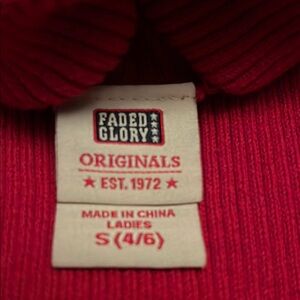 FADED
GLORY
ORIGINALS
★ EST. 1972 ★
MADE IN CHINA
LADIES
S (4/6)